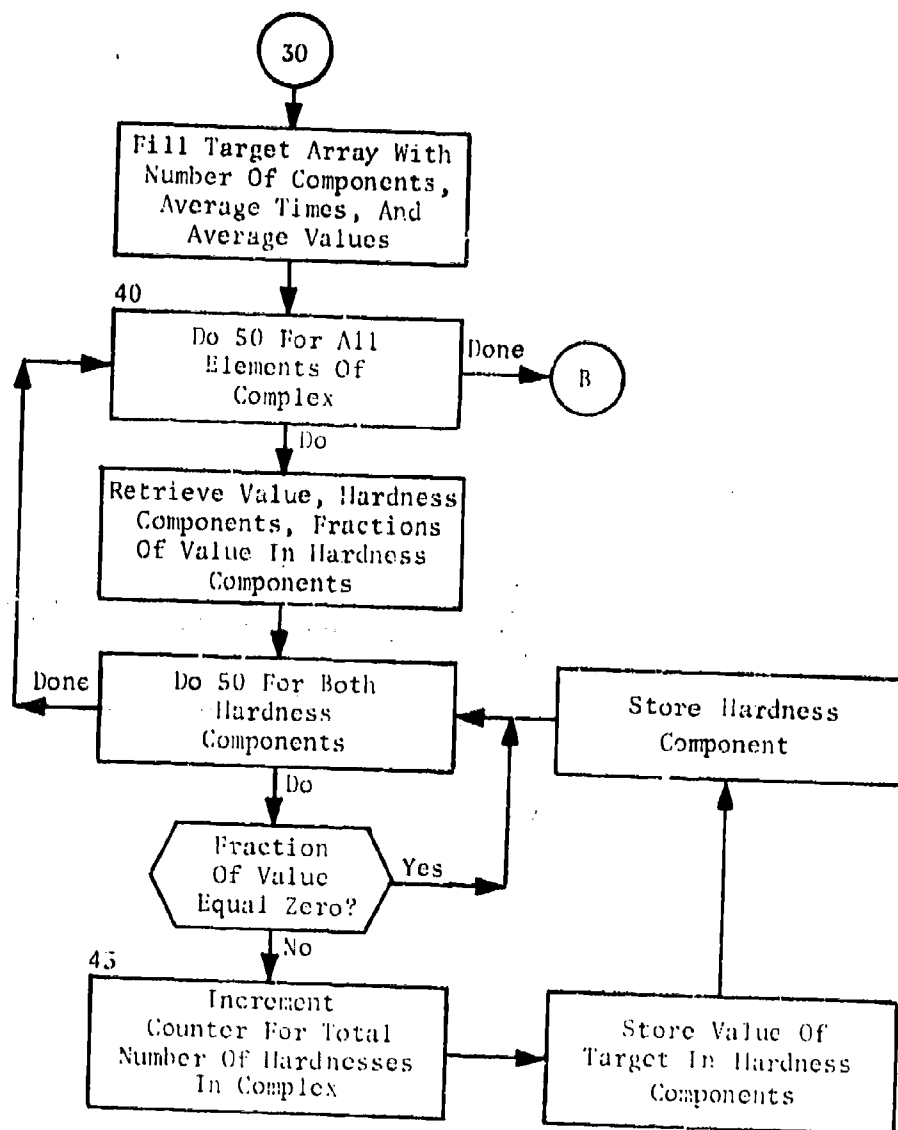 30
Fill Target Array With
Number Of Components,
Average Times, And
Average Values
40
Do 50 For All
Elements Of
Complex
Done
B
Do
Retrieve Value, Hardness
Components, Fractions
Of Value In Hardness
Components
Done
Do 50 For Both
Hardness
Components
Store Hardness
Component
Do
Fraction
Of Value
Equal Zero?
Yes
No
45
Increment
Counter For Total
Number Of Hardnesses
In Complex
Store Value Of
Target In Hardness
Components